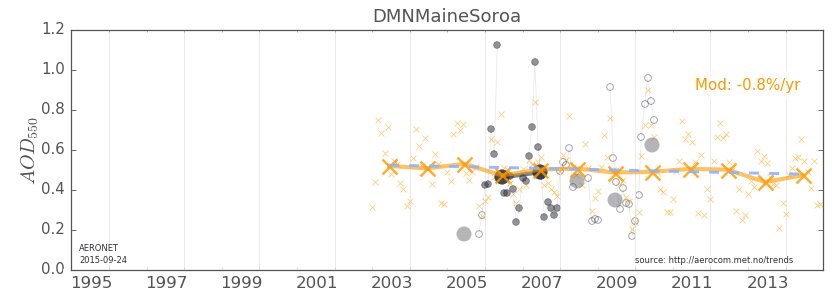 DMNMaineSoroa
1.2
1.0
0.8
0.6
0.4
0.2
0.0
AOD550
Mod: -0.8%/yr
AERONET
2015-09-24
source: http://aerocom.met.no/trends
1995 1997 1999 2001 2003 2005 2007 2009 2011 2013